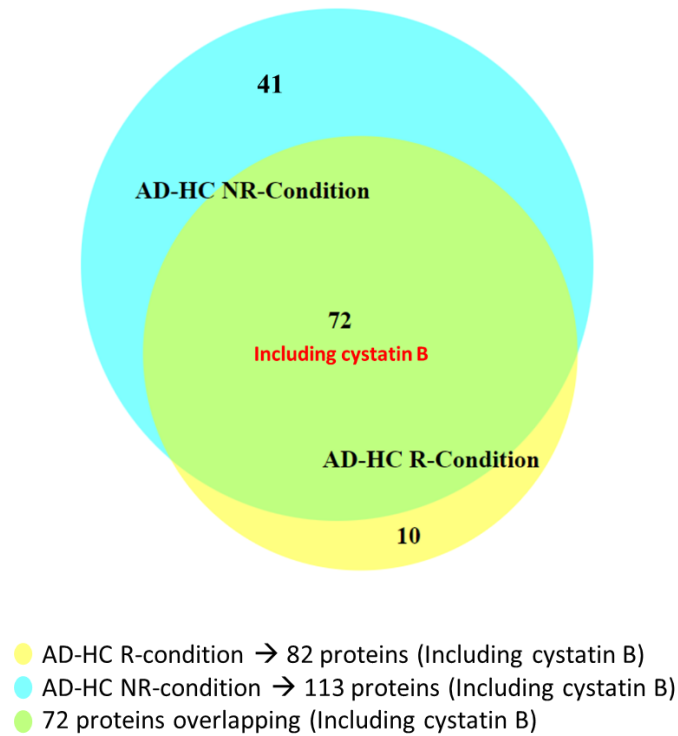 41
AD-HC NR-Condition
72
Including cystatin B
AD-HC R-Condition
10
AD-HC R-condition → 82 proteins (Including cystatin B)
AD-HC NR-condition → 113 proteins (Including cystatin B)
72 proteins overlapping (Including cystatin B)